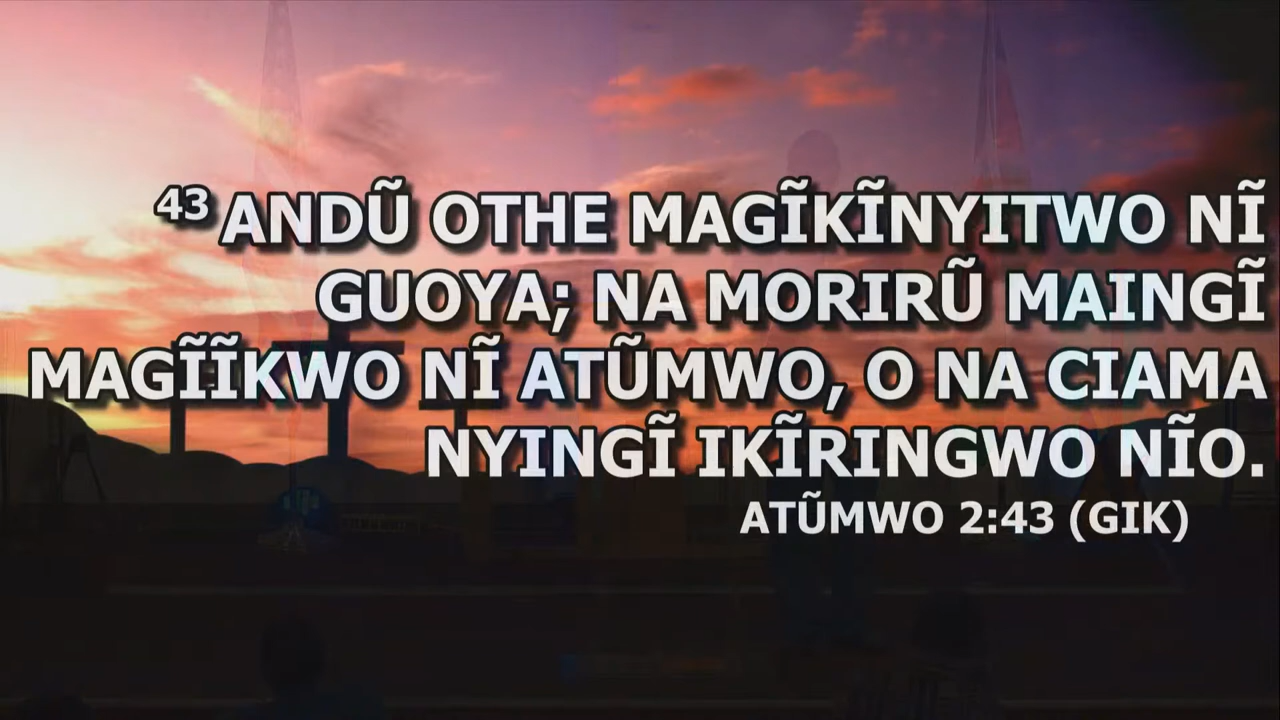 43 ANDŨ OTHE MAGĨKĨNYITWO NĨ
GUOYA; NA MORIRŨ MAINGĨ
MAGĨĨKWO NĨ ATŨMWO, O NA CIAMA
NYINGĨ IKĨRINGWO NĨO.
ATŨMWO 2:43 (GIK)